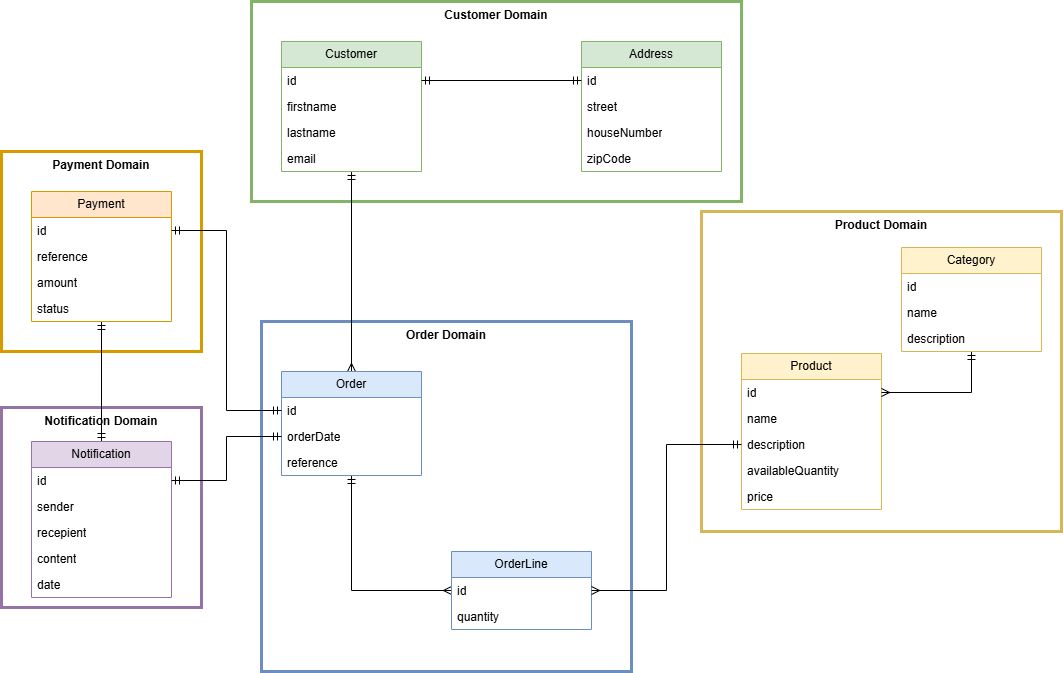 Customer Domain
Customer
id
firstname
lastname
email
Address
id
street
houseNumber
zipCode
Payment Domain
Payment
id
reference
amount
status
Product Domain
Category
id
name
description
Product
id
name
description
availableQuantity
price
Order Domain
Order
id
orderDate
reference
OrderLine
id
quantity
Notification Domain
Notification
id
sender
recepient
content
date